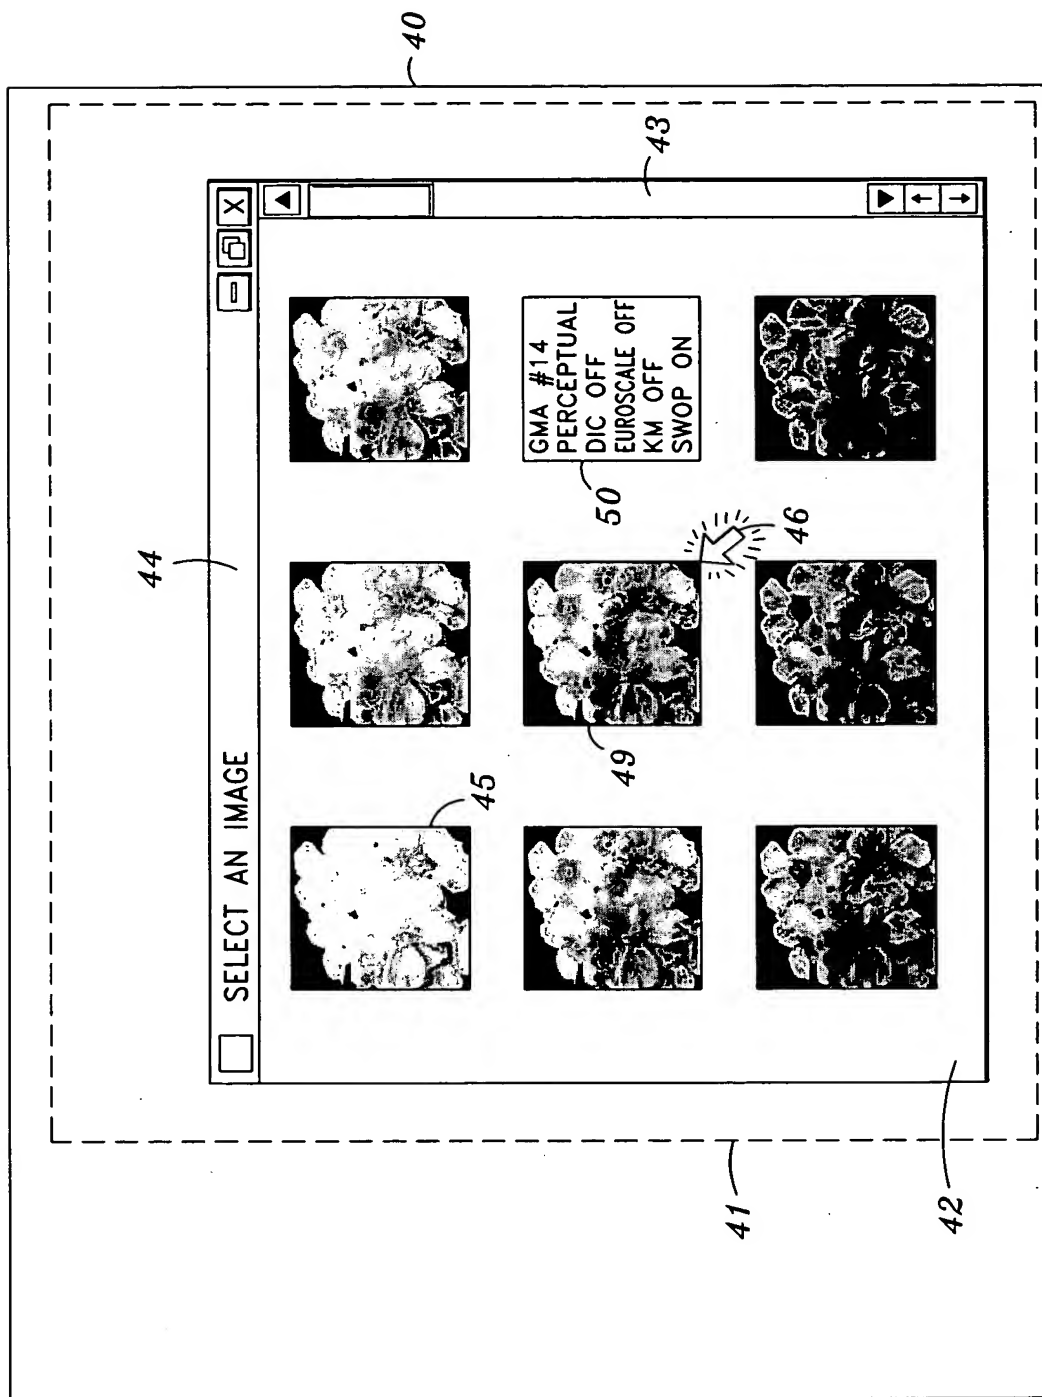 40
44
SELECT AN IMAGE
X
43
45
49
GMA #14
PERCEPTUAL
DIC OFF
EUROSCALE OFF
KM OFF
SWOP ON
50
46
41
42